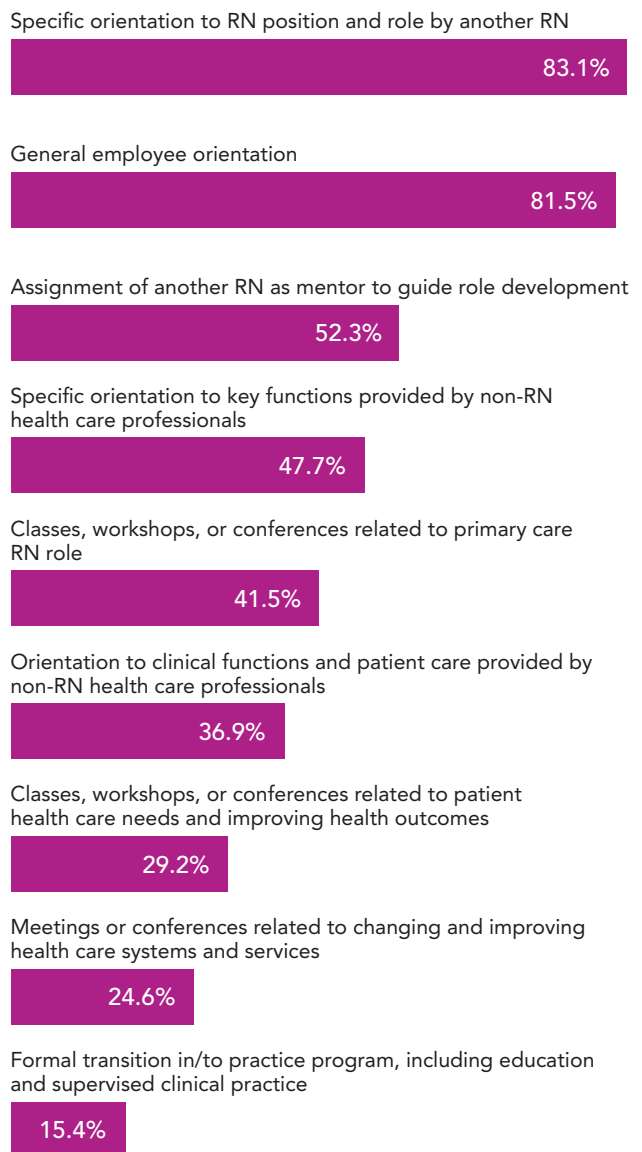 Specific orientation to RN position and role by another RN
83.1%
General employee orientation
81.5%
Assignment of another RN as mentor to guide role development
52.3%
Specific orientation to key functions provided by non-RN
health care professionals
47.7%
Classes, workshops, or conferences related to primary care
RN role
41.5%
Orientation to clinical functions and patient care provided by
non-RN health care professionals
36.9%
Classes, workshops, or conferences related to patient
health care needs and improving health outcomes
29.2%
Meetings or conferences related to changing and improving
health care systems and services
24.6%
Formal transition in/to practice program, including education
and supervised clinical practice
15.4%